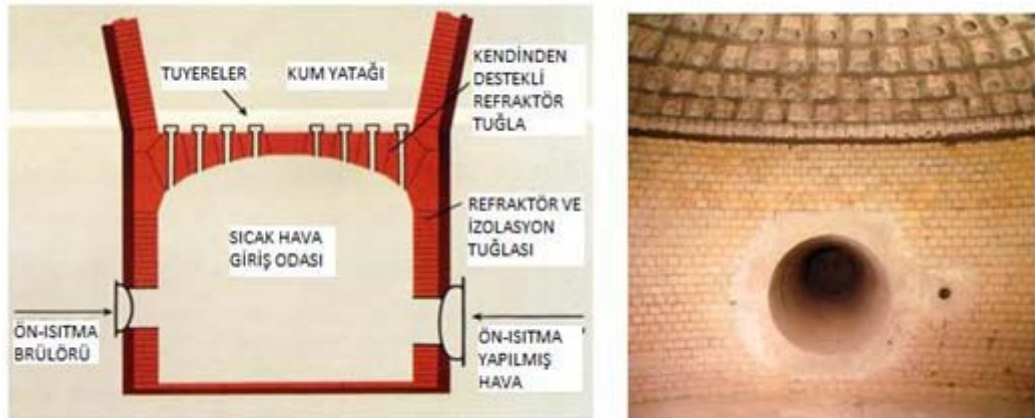 TUYERELER
KUM YATAĞI
KENDİNDEN
DESTEKLİ
REFRAKTÖR
TUĞLA
SICAK HAVA
GİRİŞ ODASI
REFRAKTÖR VE
İZOLASYON
TUĞLASI
ÖN-ISITMA
BRÜLÖRÜ
ÖN-ISITMA
YAPILMIŞ
HAVA